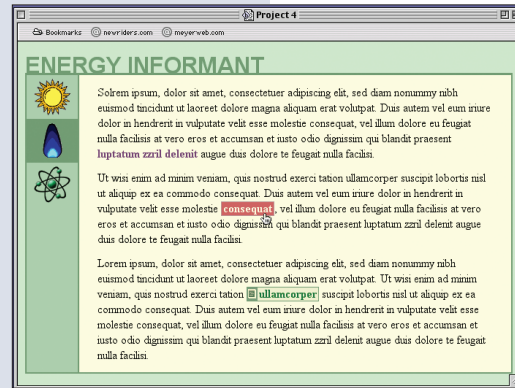 Project 4
Bookmarks newriders.com meyerweb.com
ENERGY INFORMANT
Solrem ipsum, dolor sit amet, consectetuer adipiscing elit, sed diam nonummy nibh
euismod tincidunt ut laoreet dolore magna aliquam erat volutpat. Duis autem vel eum iriure
dolor in hendrerit in vulputate velit esse molestie consequat, vel illum dolore eu feugiat
nulla facilisis at vero eros et accumsan et iusto odio dignissim qui blandit praesent
luptatum zzril delenit augue duis dolore te feugait nulla facilisi.
Ut wisi enim ad minim veniam, quis nostrud exerci tation ullamcorper suscipit lobortis nisl
ut aliquip ex ea commodo consequat. Duis autem vel eum iriure dolor in hendrerit in
vulputate velit esse molestie consequat, vel illum dolore eu feugiat nulla facilisis at vero
eros et accumsan et iusto odio dignissim qui blandit praesent zzril delenit augue
duis dolore te feugait nulla facilisi.
Lorem ipsum, dolor sit amet, consectetuer adipiscing elit, sed diam nonummy nibh
euismod tincidunt ut laoreet dolore magna aliquam erat volutpat. Ut wisi enim ad minim
veniam, quis nostrud exerci tation ullamcorper suscipit lobortis nisl ut aliquip ex ea
commodo consequat. Duis autem vel eum iriure dolor in hendrerit in vulputate velit esse
molestie consequat, vel illum dolore eu feugiat nulla facilisis at vero eros et accumsan et
iusto odio dignissim qui blandit praesent zzril delenit augue duis dolore te feugait
nulla facilisi.